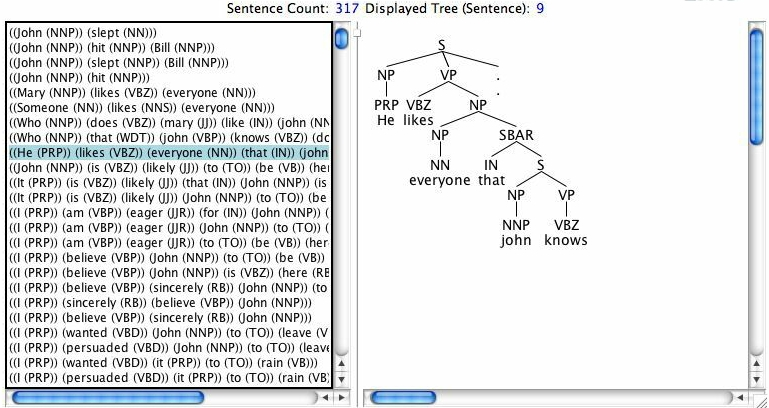 Sentence Count: 317 Displayed Tree (Sentence): 9
((John (NNP)) (slept (NN)))
((John (NNP)) (hit (NNP)) (Bill (NNP)))
((John (NNP)) (slept (NNP)) (Bill (NNP)))
((John (NNP)) (hit (NNP)))
((Mary (NNP)) (likes (VBZ)) (everyone (NN)))
((Someone (NN)) (likes (NNS)) (everyone (NN)))
((Who (NNP)) (does (VBZ)) (mary (JJ)) (like (IN)) (john (NN
((Who (NNP)) (that (WDT)) (john (VBP)) (knows (VBZ)) (do
((He (PRP)) (likes (VBZ)) (everyone (NN)) (that (IN)) (john
((John (NNP)) (is (VBZ)) (likely (JJ)) (to (TO)) (be (VB)) (her
((It (PRP)) (is (VBZ)) (likely (JJ)) (that (IN)) (John (NNP)) (is
((It (PRP)) (is (VBZ)) (likely (JJ)) (John (NNP)) (to (TO)) (be
((I (PRP)) (am (VBP)) (eager (JJR)) (for (IN)) (John (NNP)) (
((I (PRP)) (am (VBP)) (eager (JJR)) (John (NNP)) (to (TO)) (
((I (PRP)) (am (VBP)) (eager (JJR)) (to (TO)) (be (VB)) (her
((I (PRP)) (believe (VBP)) (John (NNP)) (to (TO)) (be (VB))
((I (PRP)) (believe (VBP)) (John (NNP)) (is (VBZ)) (here (RB
((I (PRP)) (believe (VBP)) (sincerely (RB)) (John (NNP)) (to
((I (PRP)) (sincerely (RB)) (believe (VBP)) (John (NNP)))
((I (PRP)) (believe (VBP)) (sincerely (RB)) (John (NNP)))
((I (PRP)) (wanted (VBD)) (John (NNP)) (to (TO)) (leave (V
((I (PRP)) (persuaded (VBD)) (John (NNP)) (to (TO)) (leave
((I (PRP)) (wanted (VBD)) (it (PRP)) (to (TO)) (rain (VB)))
((I (PRP)) (persuaded (VBD)) (it (PRP)) (to (TO)) (rain (VB)
S
NP VP .
PRP VBZ NP .
He likes
NP SBAR
NN IN S
everyone that
NP VP
NNP VBZ
john knows